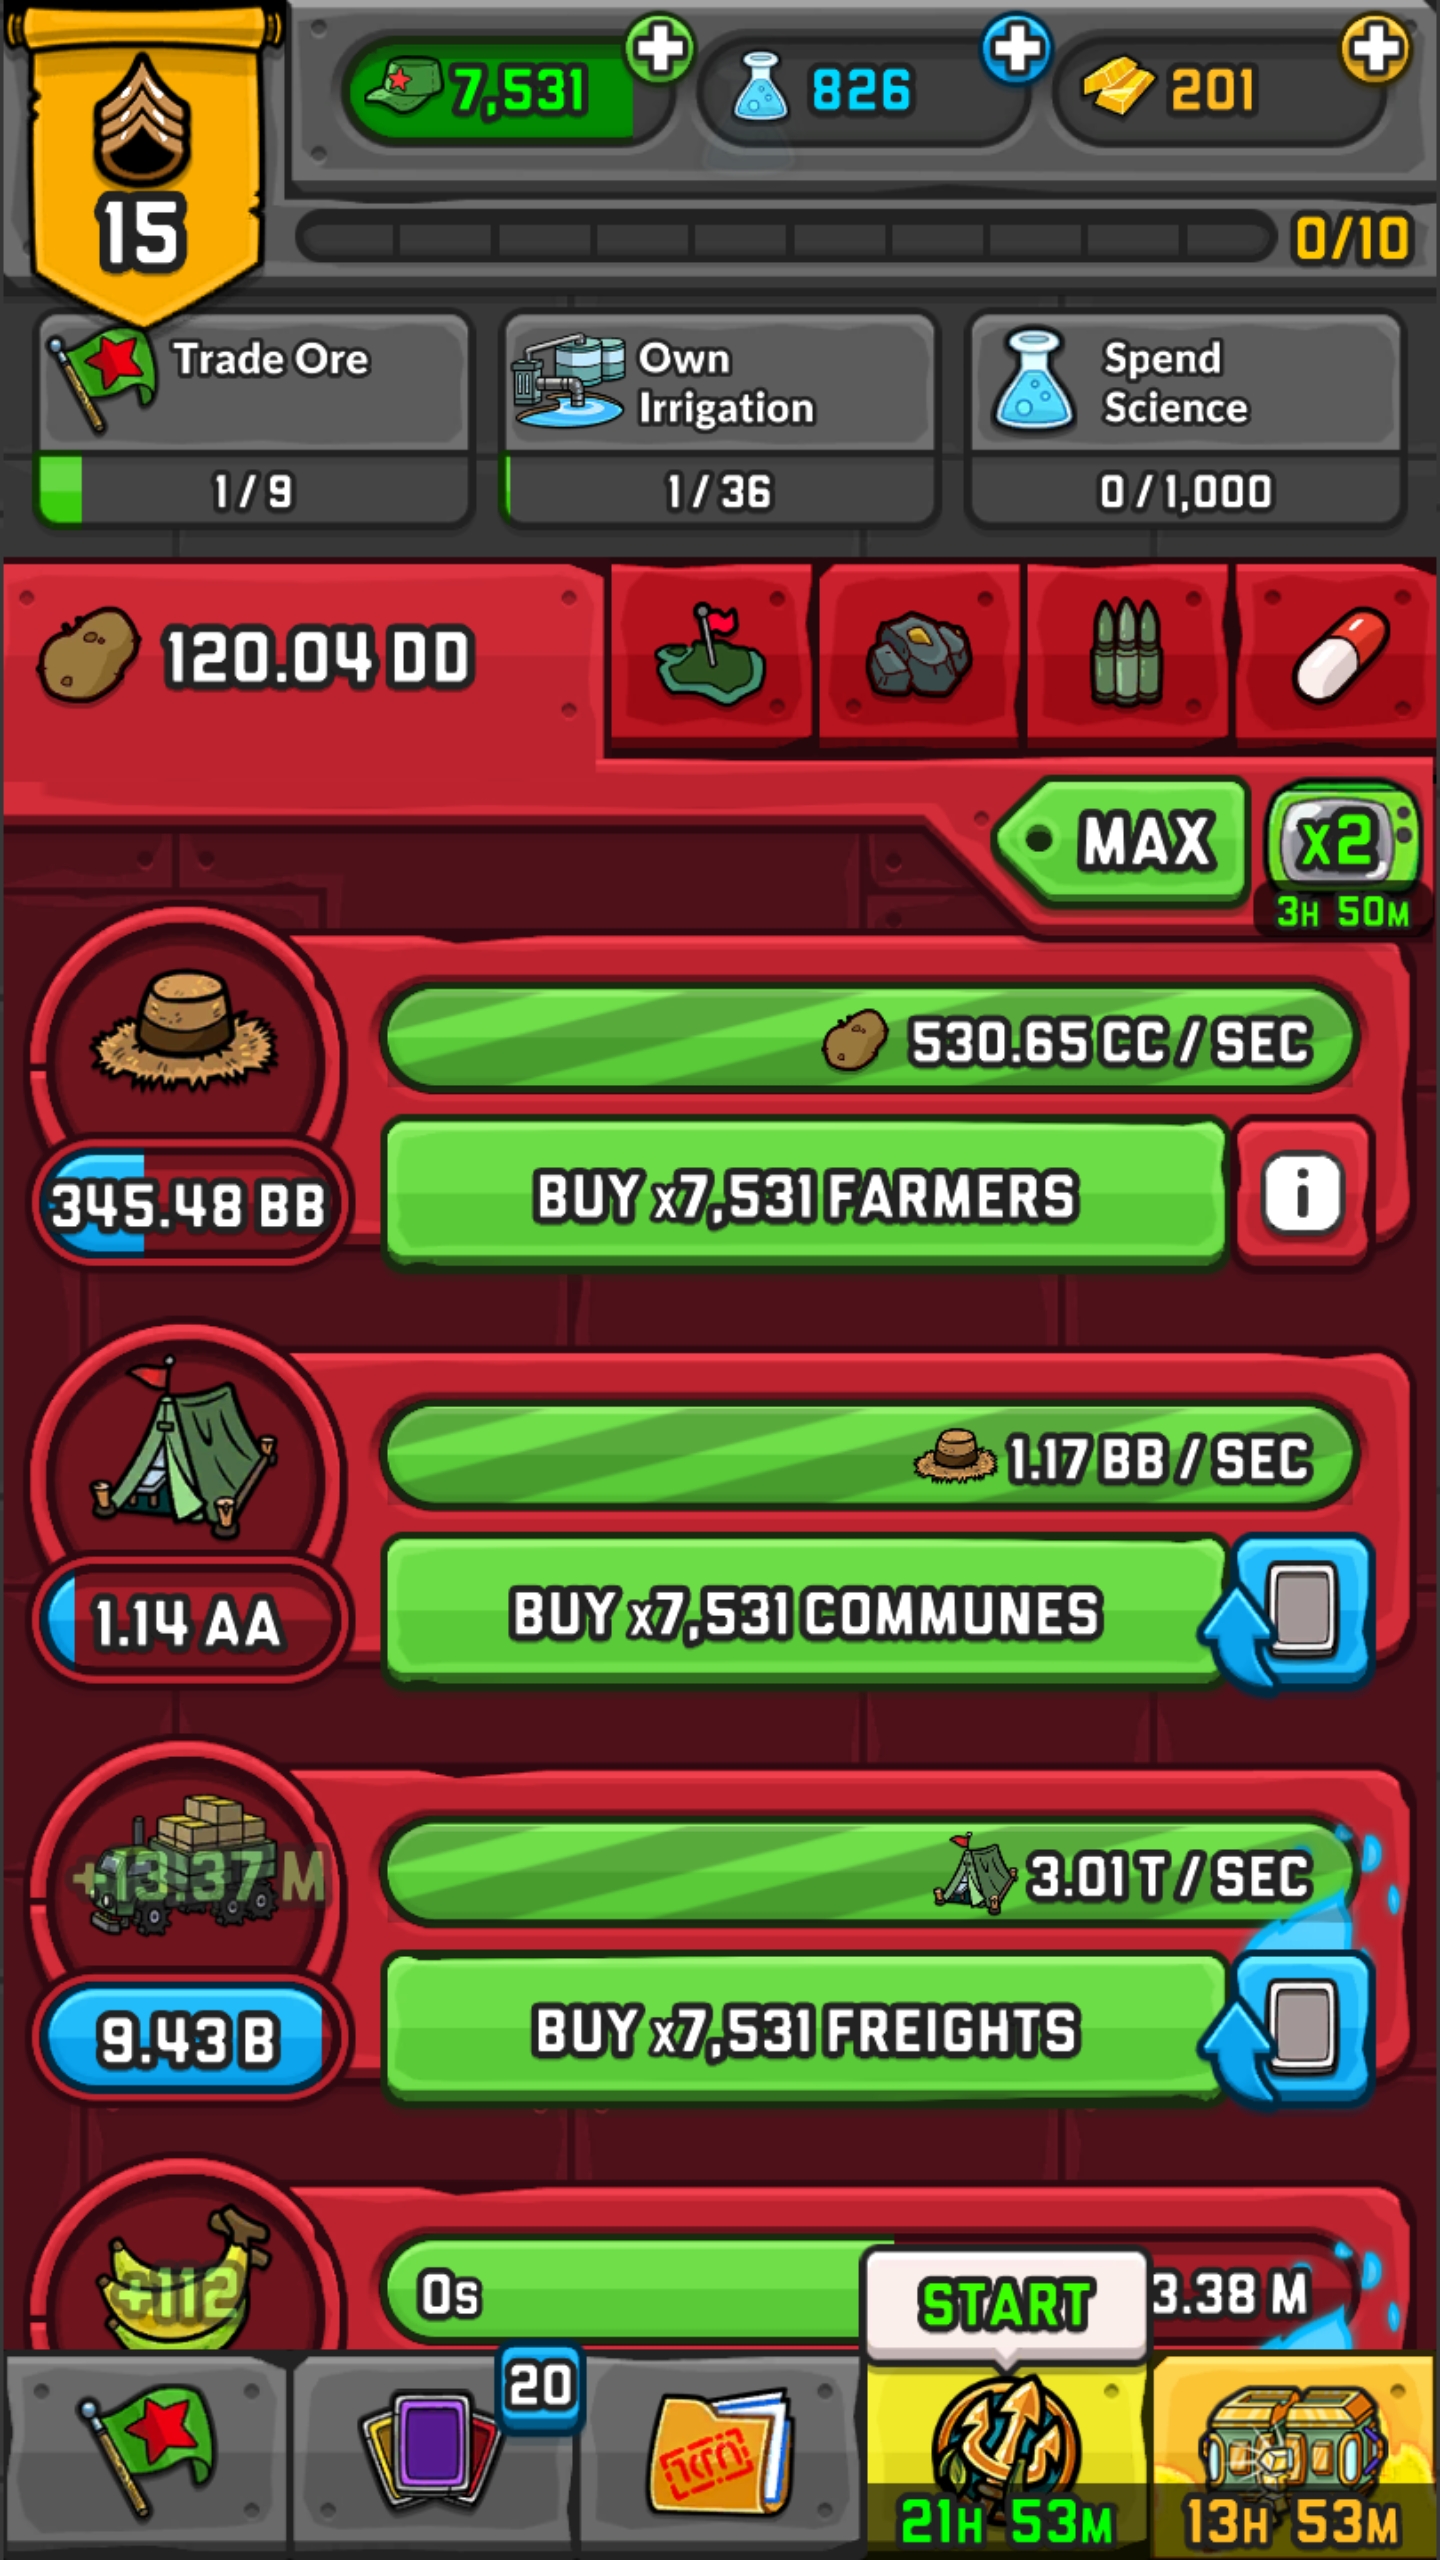 7,531
826
201
15
0/10
Trade Ore
1/9
Own
Irrigation
1/36
Spend
Science
0/1,000
120.04 DD
MAX
x2
3H 50M
530.65 CC / SEC
345.48 BB
BUY x7,531 FARMERS
i
1.17 BB / SEC
1.14 AA
BUY x7,531 COMMUNES
+13.37 M
3.01 T / SEC
9.43 B
BUY x7,531 FREIGHTS
+112
0s
3.38 M
START
20
21H 53M
13H 53M